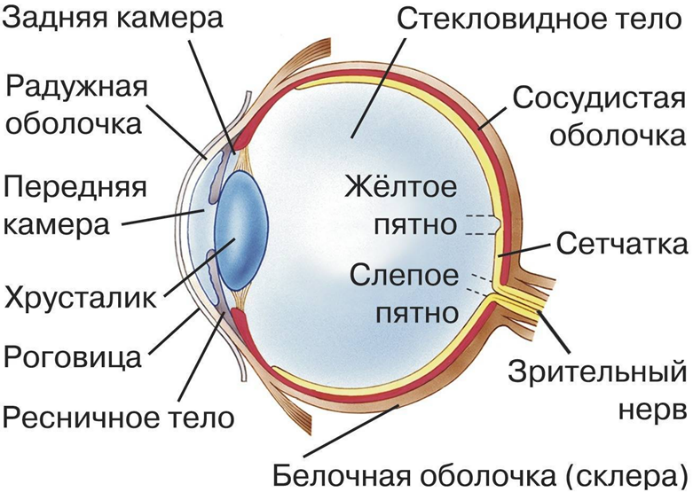 Задняя камера
Стекловидное тело
Радужная
оболочка
Сосудистая
оболочка
Передняя
камера
Жёлтое
пятно
Сетчатка
Хрусталик
Слепое
пятно
Роговица
Зрительный
нерв
Ресничное тело
Белочная оболочка (склера)